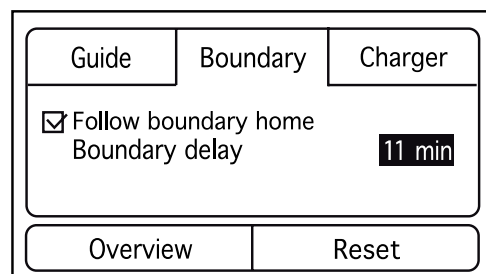 Guide Boundary Charger
Follow boundary home
Boundary delay 11 min
Overview Reset